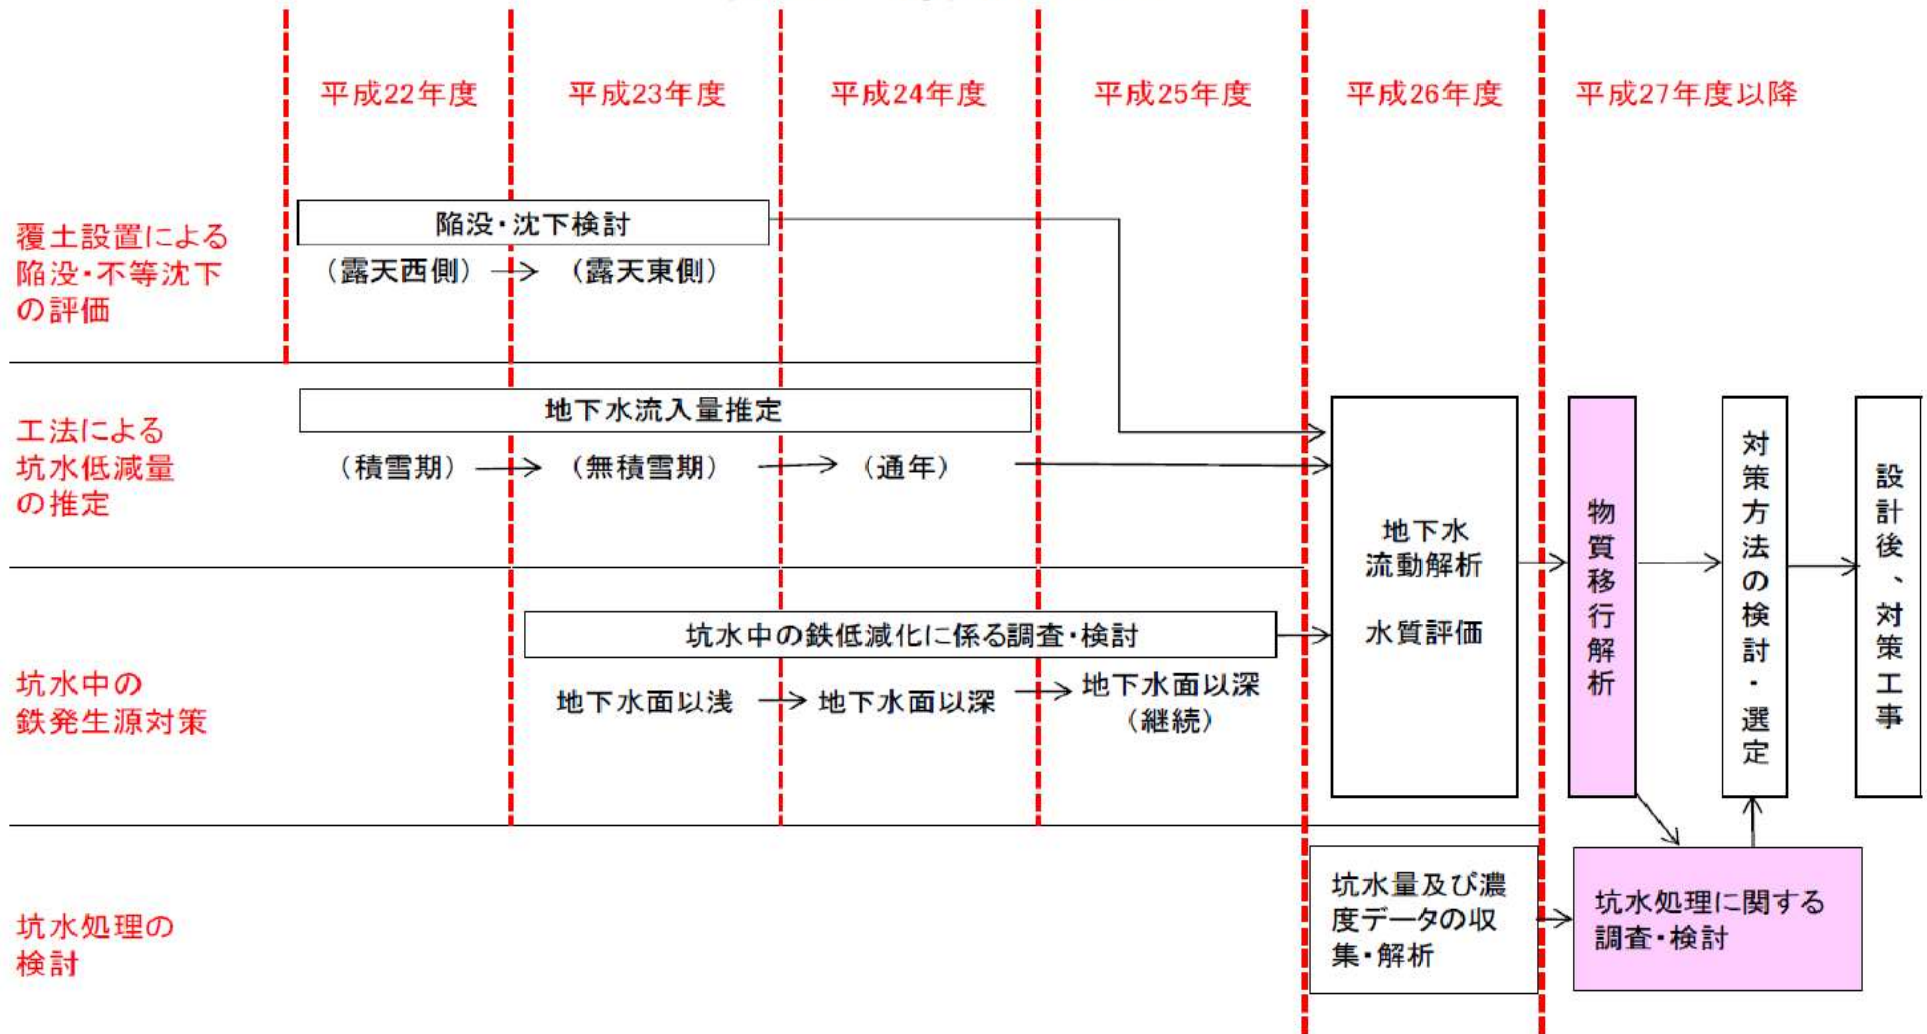 平成22年度
平成23年度
平成24年度
平成25年度
平成26年度
平成27年度以降
覆土設置による
陥没・不等沈下
の評価
陥没・沈下検討
（露天西側）
（露天東側）
工法による
坑水低減量
の推定
地下水流入量推定
（積雪期）
（無積雪期）
（通年）
坑水中の
鉄発生源対策
坑水中の鉄低減化に係る調査・検討
地下水面以浅
地下水面以深
地下水面以深
（継続）
地下水
流動解析
水質評価
物質移行解析
対策方法の検討・選定
設計後、対策工事
坑水処理の
検討
坑水量及び濃
度データの収
集・解析
坑水処理に関する
調査・検討